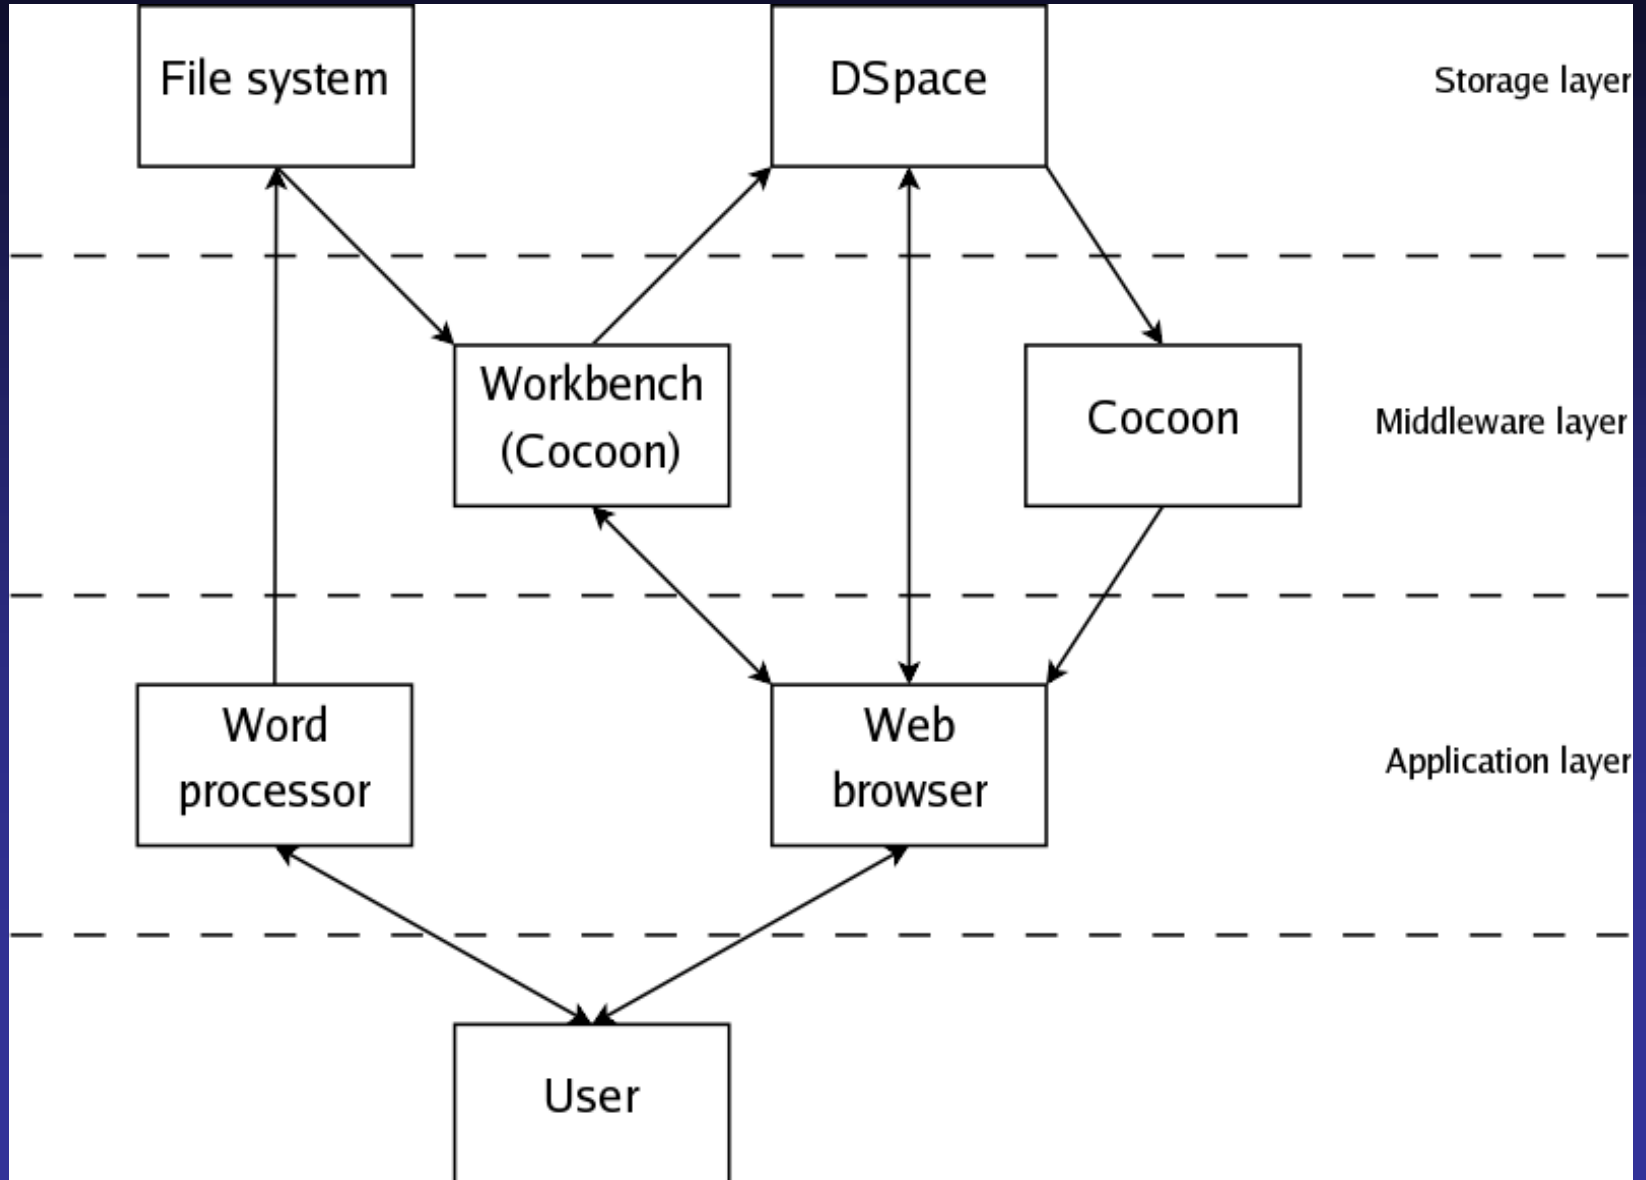 File system
DSpace
Storage layer
Workbench
(Cocoon)
Cocoon
Middleware layer
Word
processor
Web
browser
Application layer
User